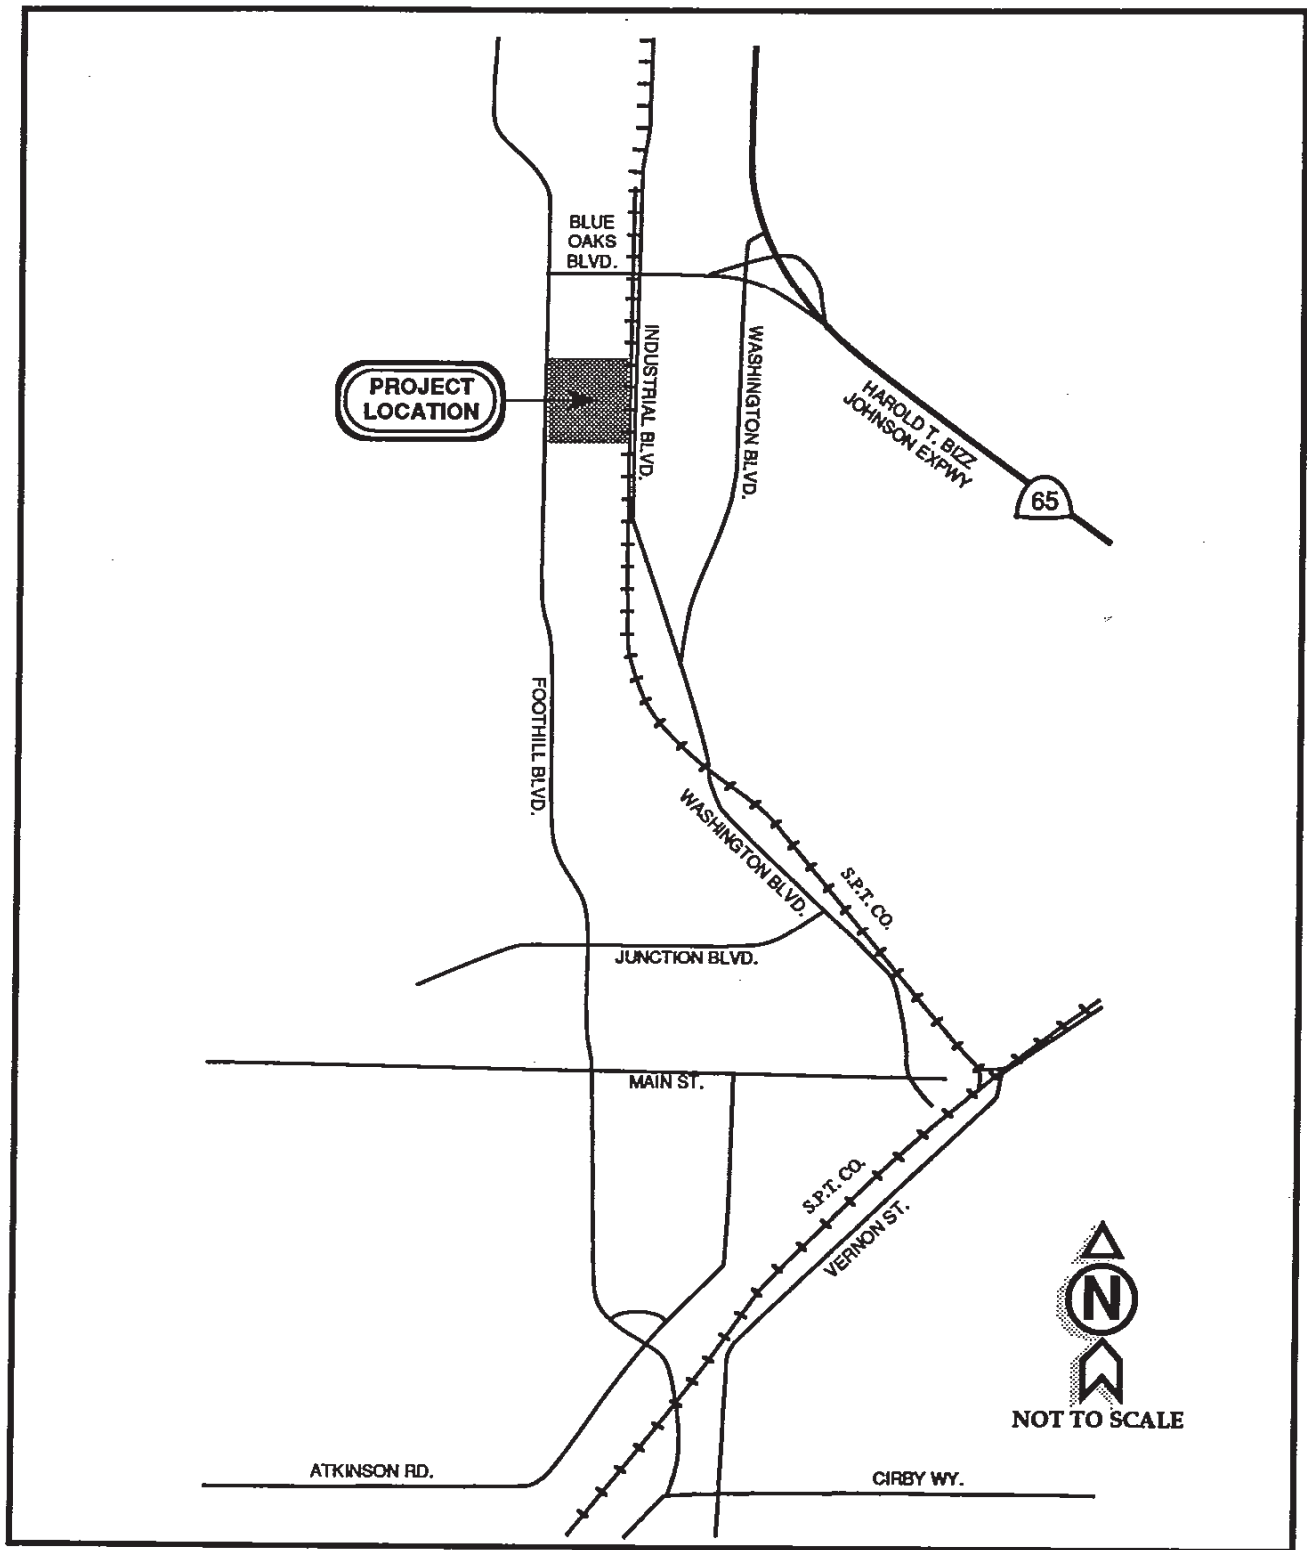 BLUE
OAKS
BLVD.
INDUSTRIAL BLVD.
WASHINGTON BLVD.
PROJECT
LOCATION
HAROLD T. BIZZ
JOHNSON EXPWY
65
FOOTHILL BLVD.
WASHINGTON BLVD.
S.P.T. CO.
JUNCTION BLVD.
MAIN ST.
S.P.T. CO.
VERNON ST.
N
NOT TO SCALE
ATKINSON RD.
CIRBY WY.